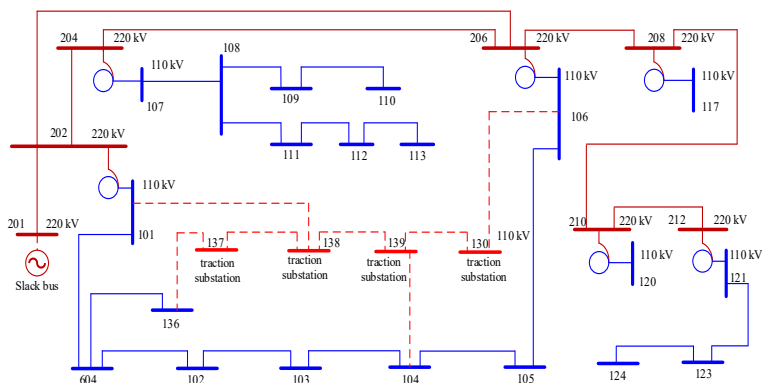 204
220 kV
206
220 kV
208
220 kV
110 kV
107
108
109
110
110 kV
106
110 kV
117
202
220 kV
111
112
113
110 kV
101
201
220 kV
Slack bus
137
traction
substation
138
traction
substation
139
traction
substation
130
110 kV
traction
substation
210
220 kV
212
220 kV
110 kV
120
110 kV
121
136
604
102
103
104
105
124
123